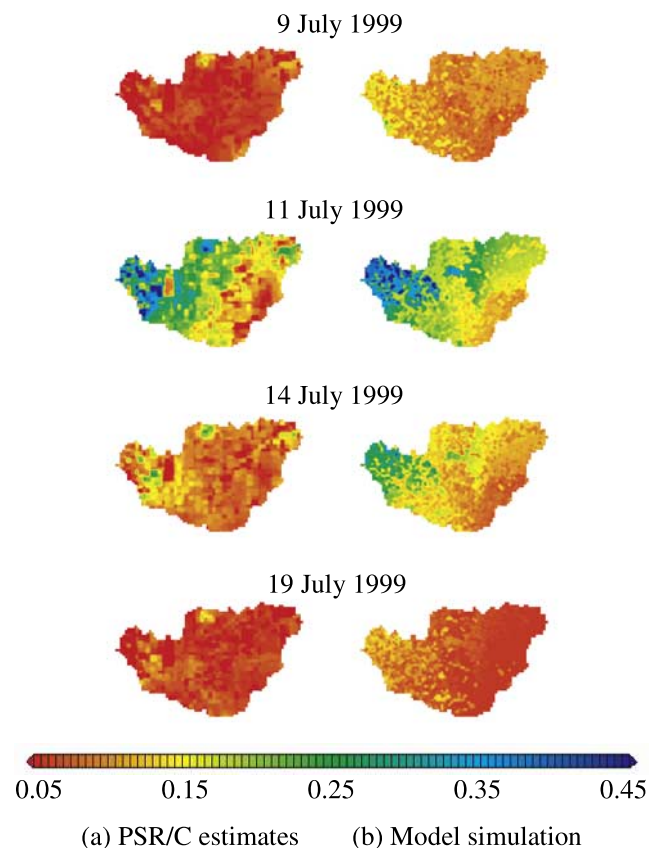 9 July 1999
11 July 1999
14 July 1999
19 July 1999
0.05 0.15 0.25 0.35 0.45
(a) PSR/C estimates (b) Model simulation